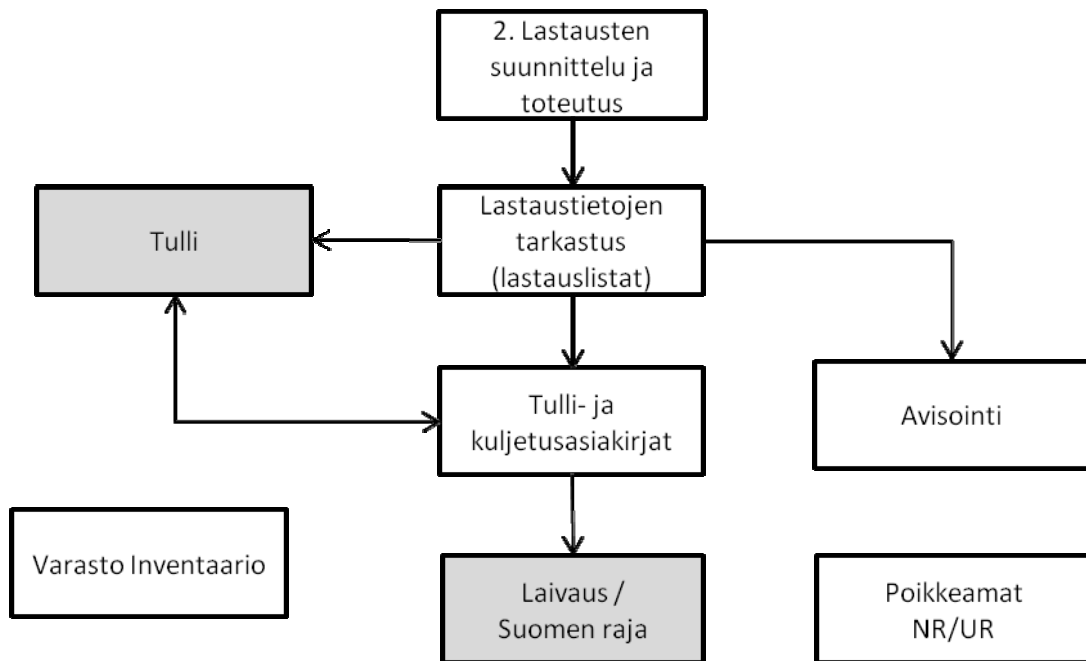 2. Lastausten
suunnittelu ja
toteutus
Tulli
Lastaustietojen
tarkastus
(lastauslistat)
Tulli- ja
kuljetusasiakirjat
Avisointi
Varasto Inventaario
Laivaus /
Suomen raja
Poikkeamat
NR/UR